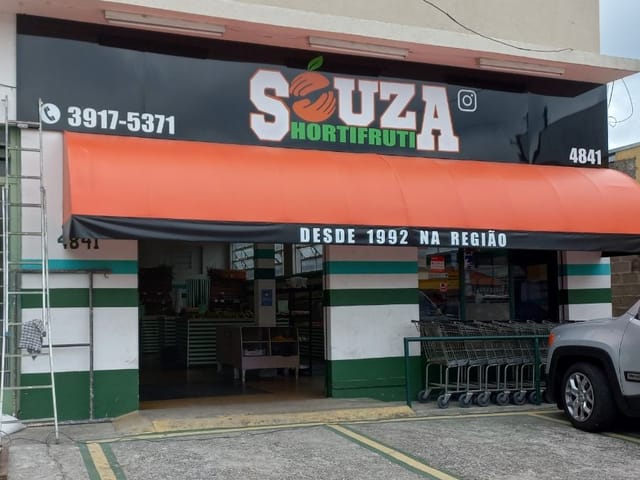 SOUZA
HORTIFRUTI
3917-5371
4841
DESDE 1992 NA REGIÃO
4841